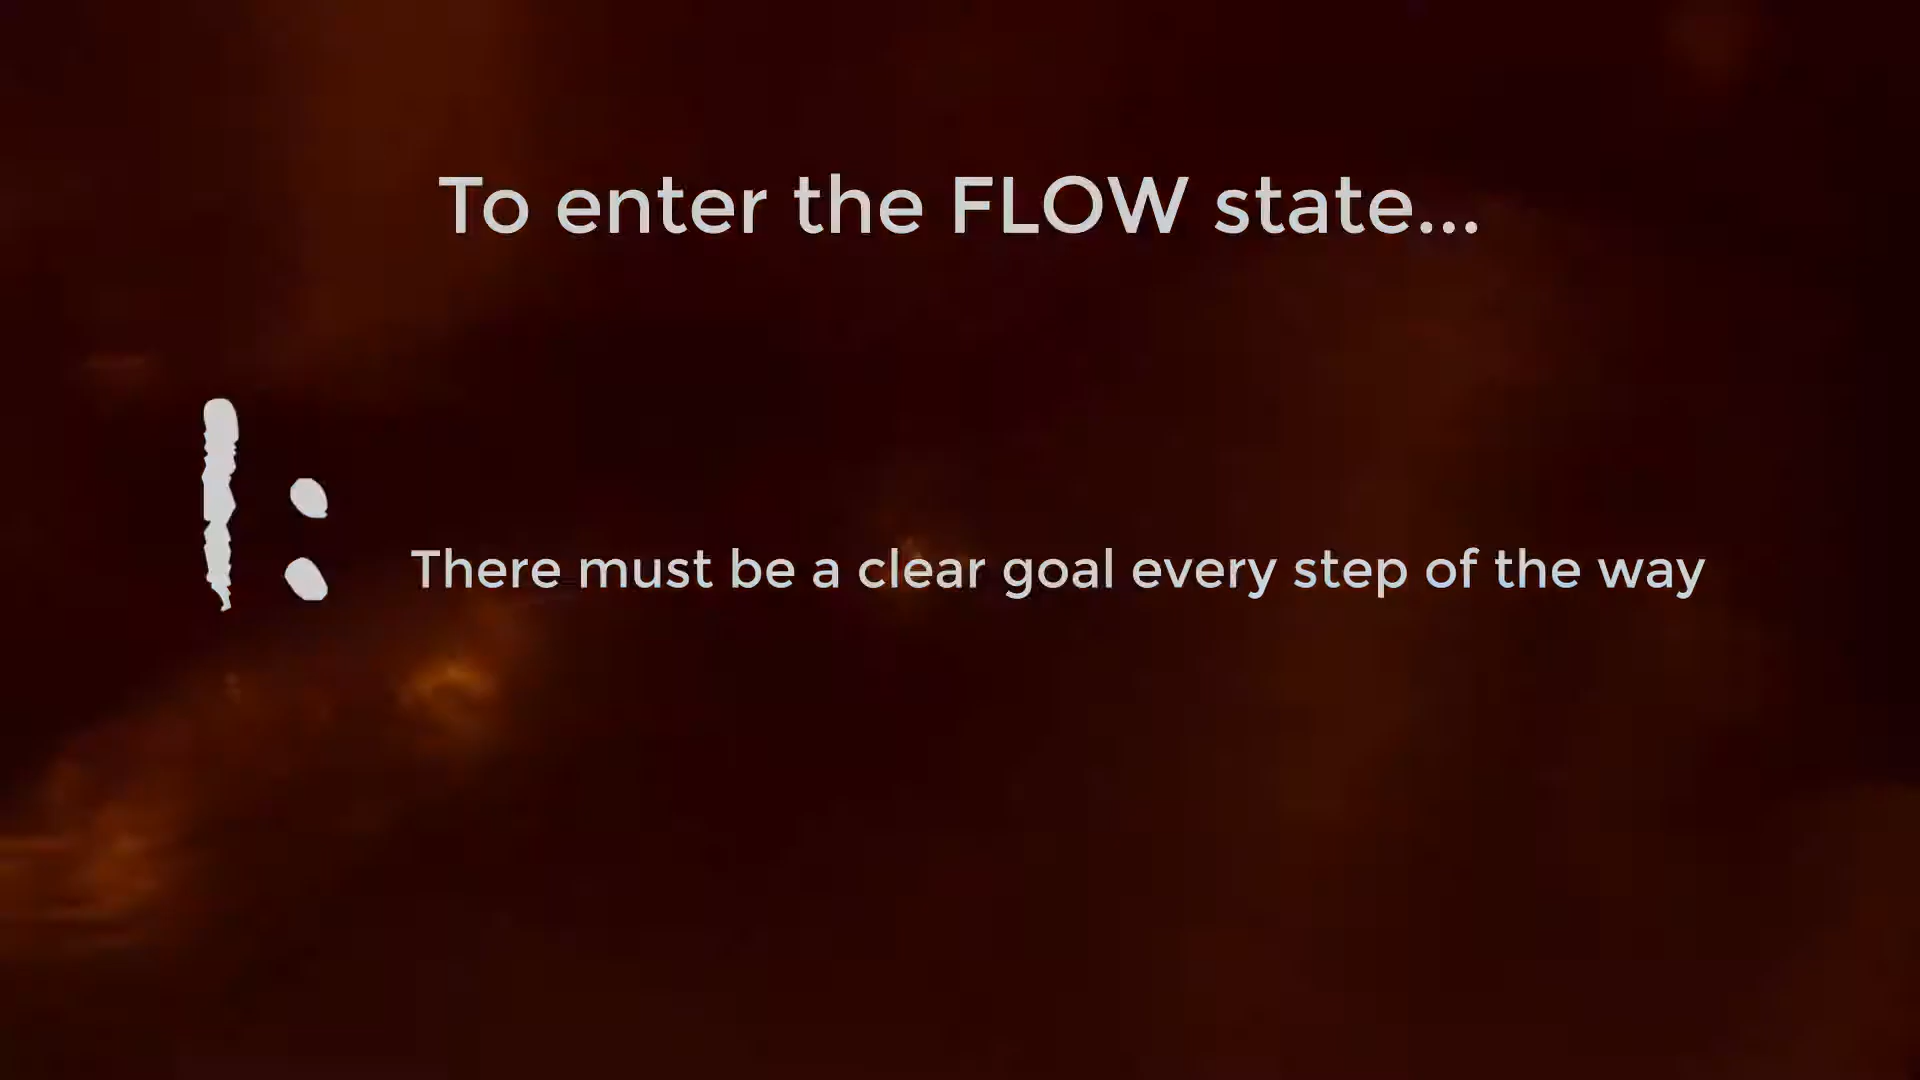 To enter the FLOW state...
1: There must be a clear goal every step of the way